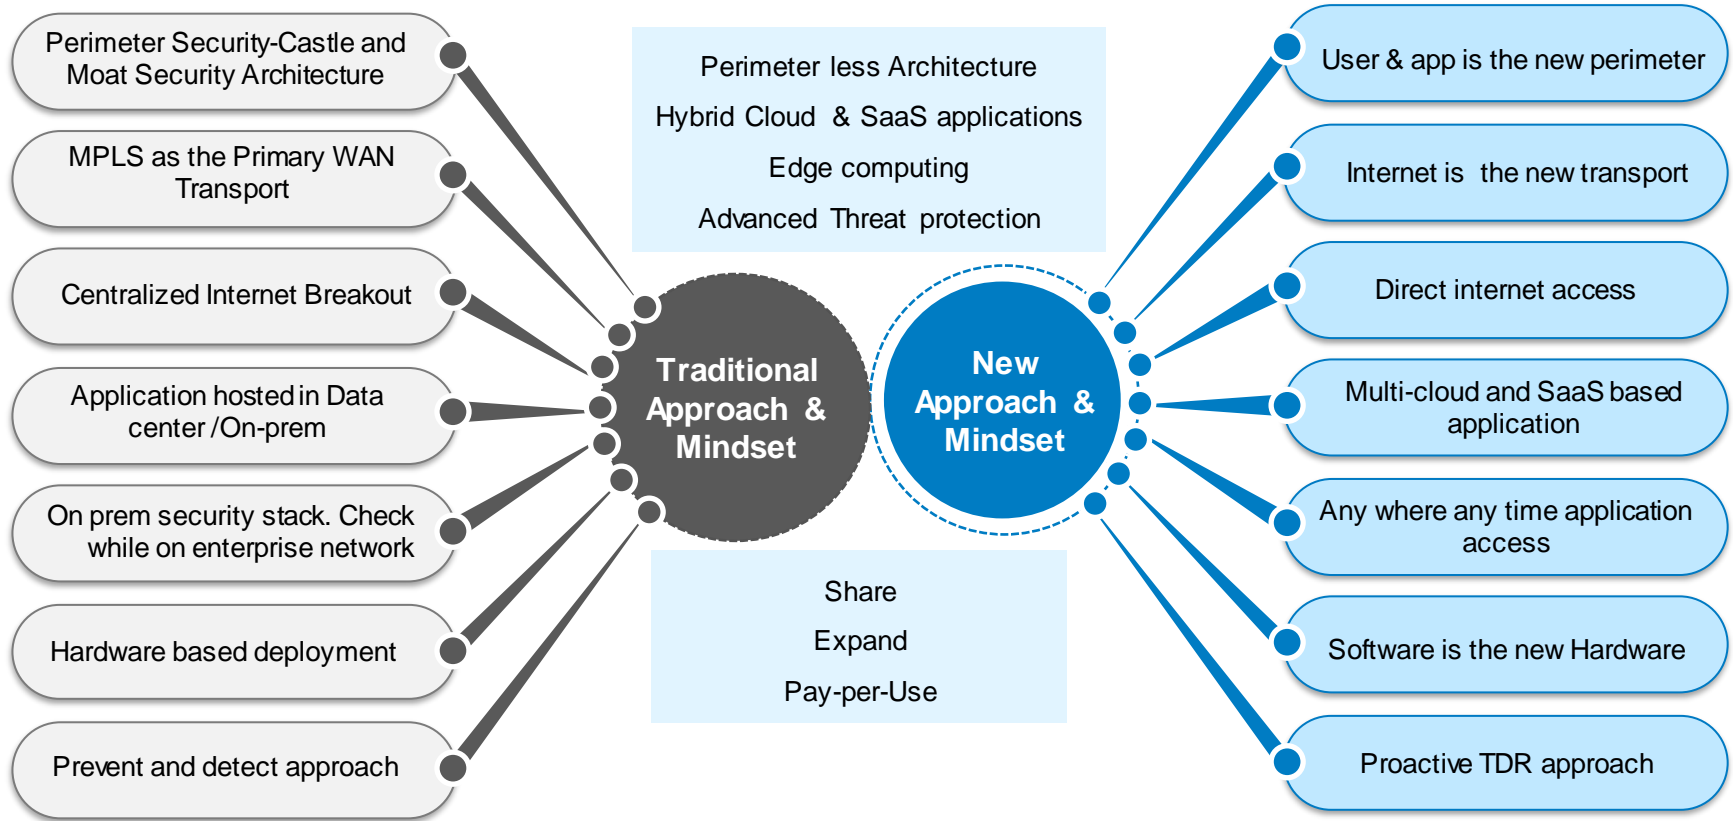 Perimeter Security-Castle and
Moat Security Architecture
MPLS as the Primary WAN
Transport
Centralized Internet Breakout
Application hosted in Data
center /On-prem
On prem security stack. Check
while on enterprise network
Hardware based deployment
Prevent and detect approach
Perimeter less Architecture
Hybrid Cloud & SaaS applications
Edge computing
Advanced Threat protection
Traditional
Approach &
Mindset
New
Approach &
Mindset
Share
Expand
Pay-per-Use
User & app is the new perimeter
Internet is the new transport
Direct internet access
Multi-cloud and SaaS based
application
Any where any time application
access
Software is the new Hardware
Proactive TDR approach